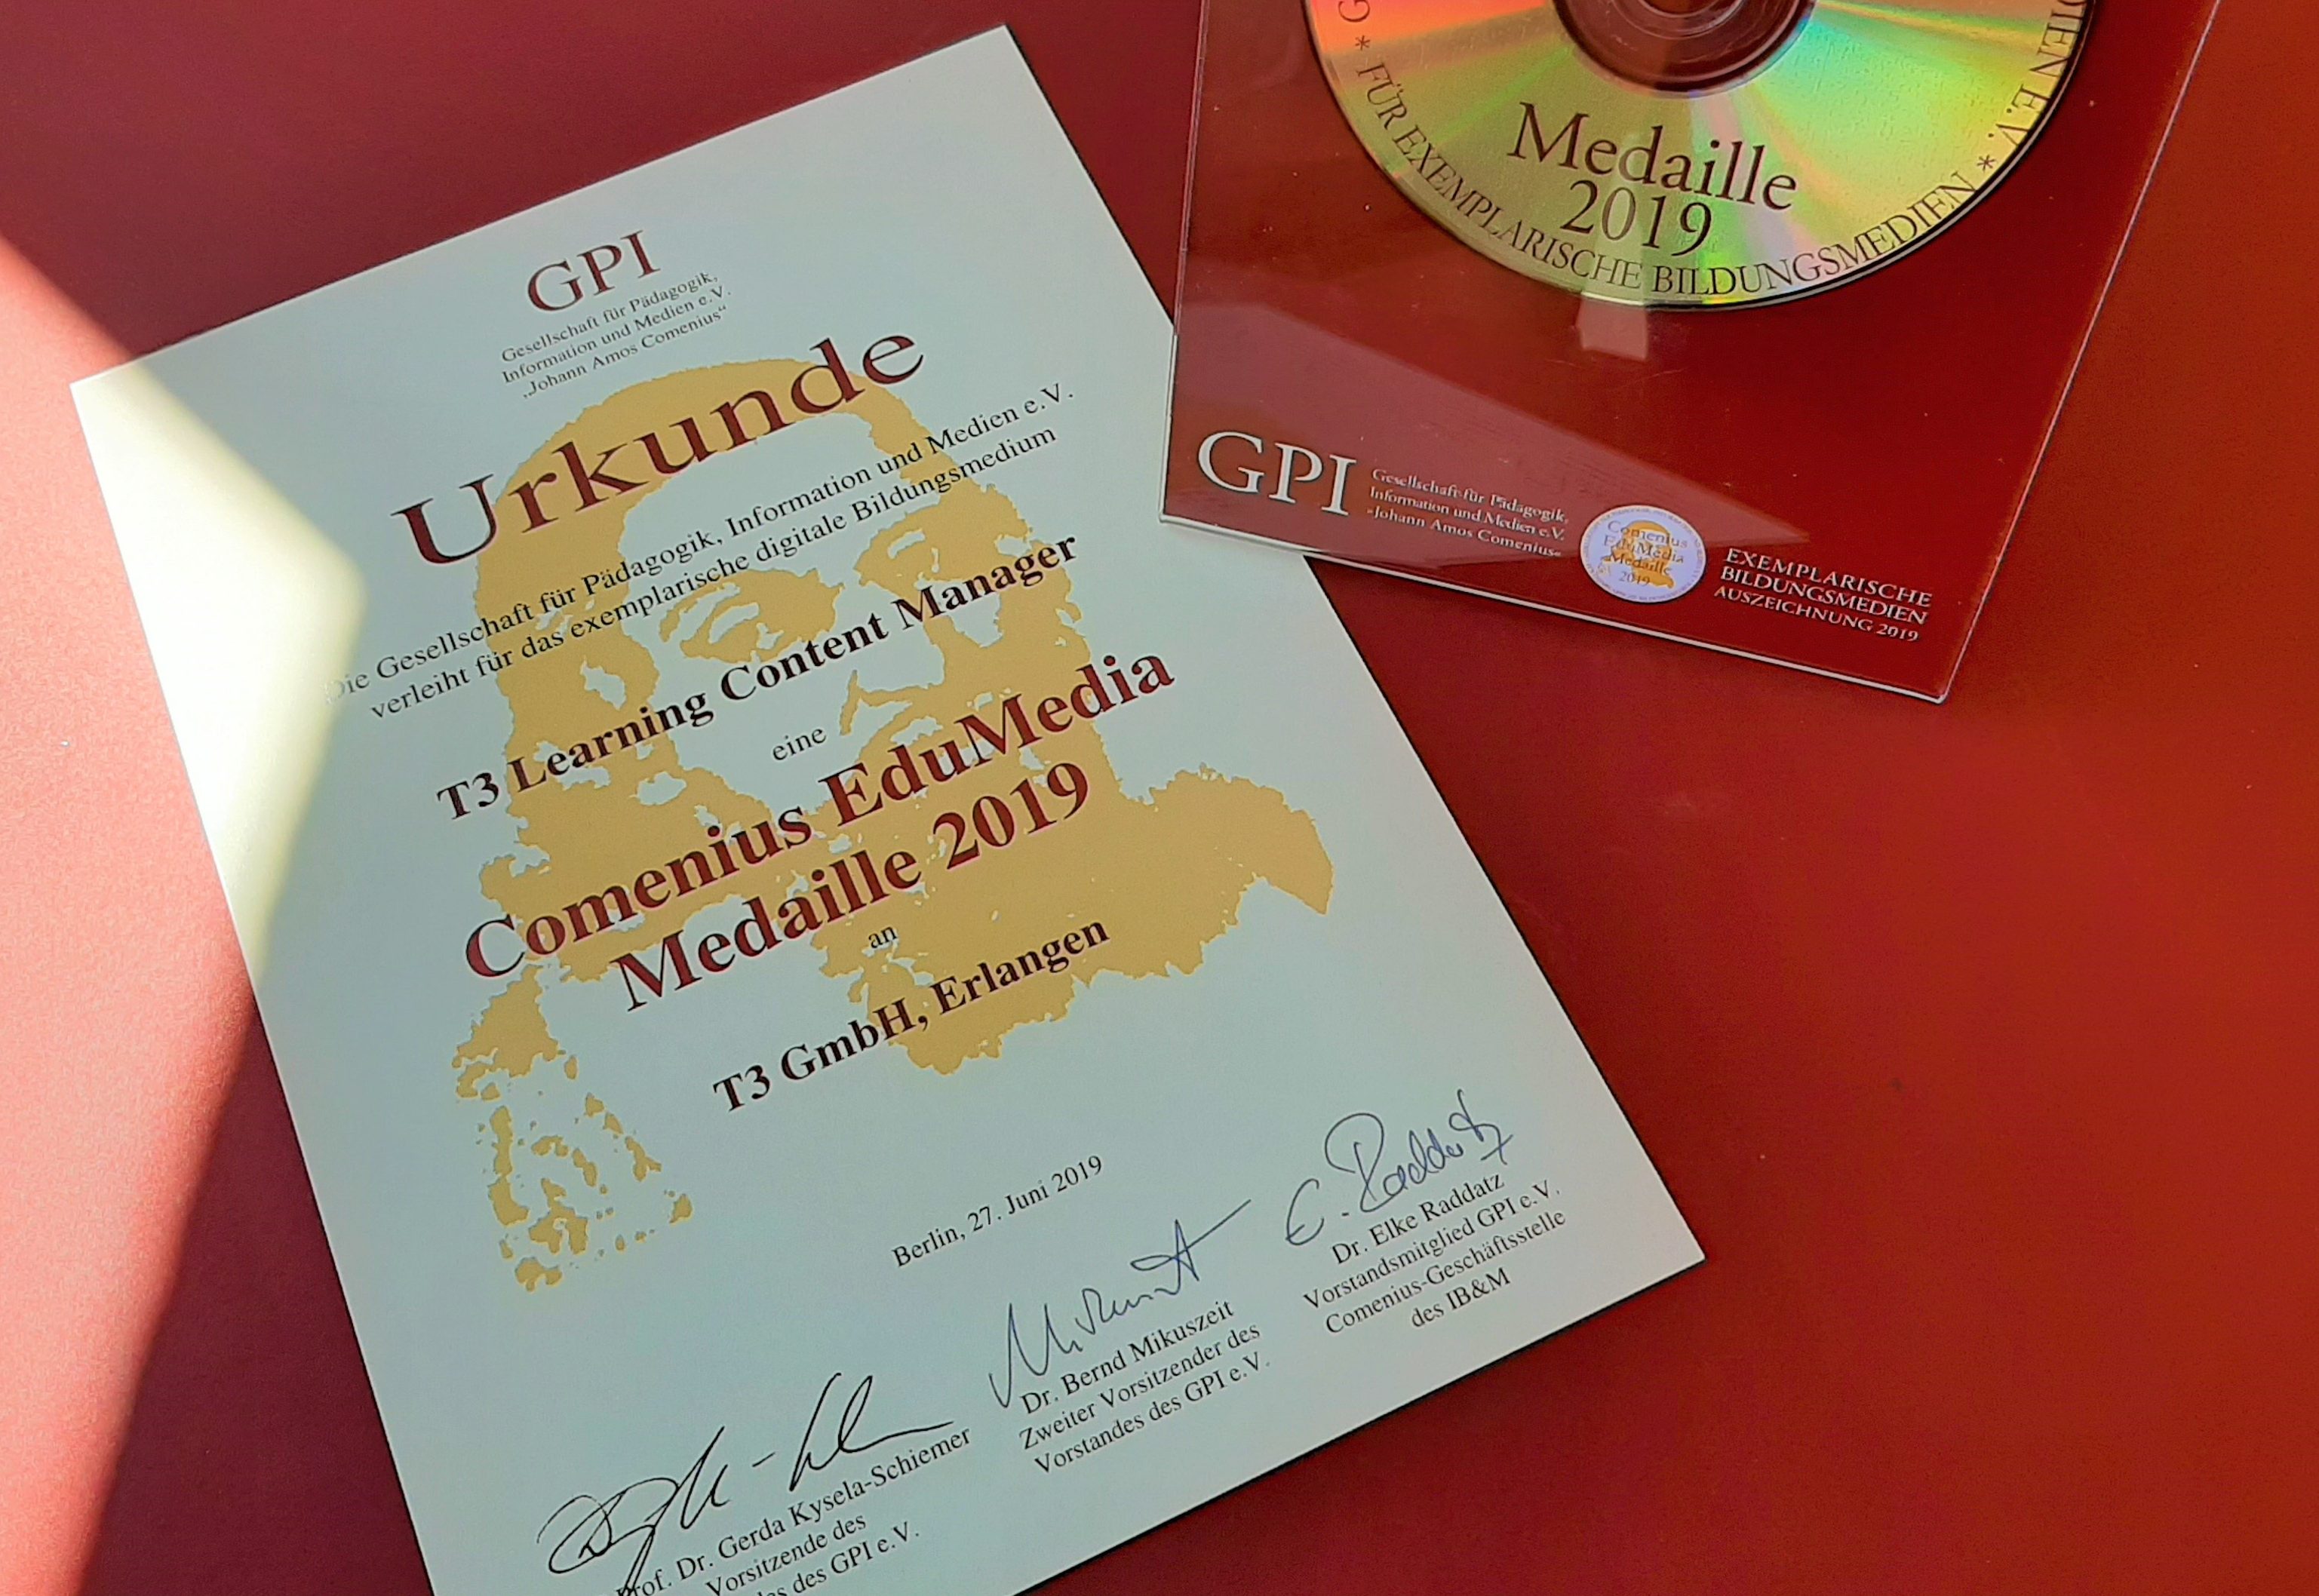 GPI
Gesellschaft für Pädagogik,
Information und Medien e.V.
„Johann Amos Comenius“
Urkunde
Die Gesellschaft für Pädagogik, Information und Medien e.V.
verleiht für das exemplarische digitale Bildungsmedium
T3 Learning Content Manager
eine
Comenius EduMedia
Medaille 2019
an
T3 GmbH, Erlangen
Berlin, 27. Juni 2019
E. Raddatz
Dr. Elke Raddatz
Vorstandsmitglied GPI e.V.
Comenius-Geschäftsstelle
des IB&M
Dr. Bernd Mikuszeit
Zweiter Vorsitzender des
Vorstandes des GPI e.V.
Prof. Dr. Gerda Kysela-Schiemer
Vorsitzende des
des GPI e.V.
Medaille
2019
* FÜR EXEMPLARISCHE BILDUNGSMEDIEN *
E.V.
GPI
Gesellschaft für Pädagogik,
Information und Medien e.V.
»Johann Amos Comenius«
Comenius
EduMedia
Medaille
2019
EXEMPLARISCHE
BILDUNGSMEDIEN
AUSZEICHNUNG 2019